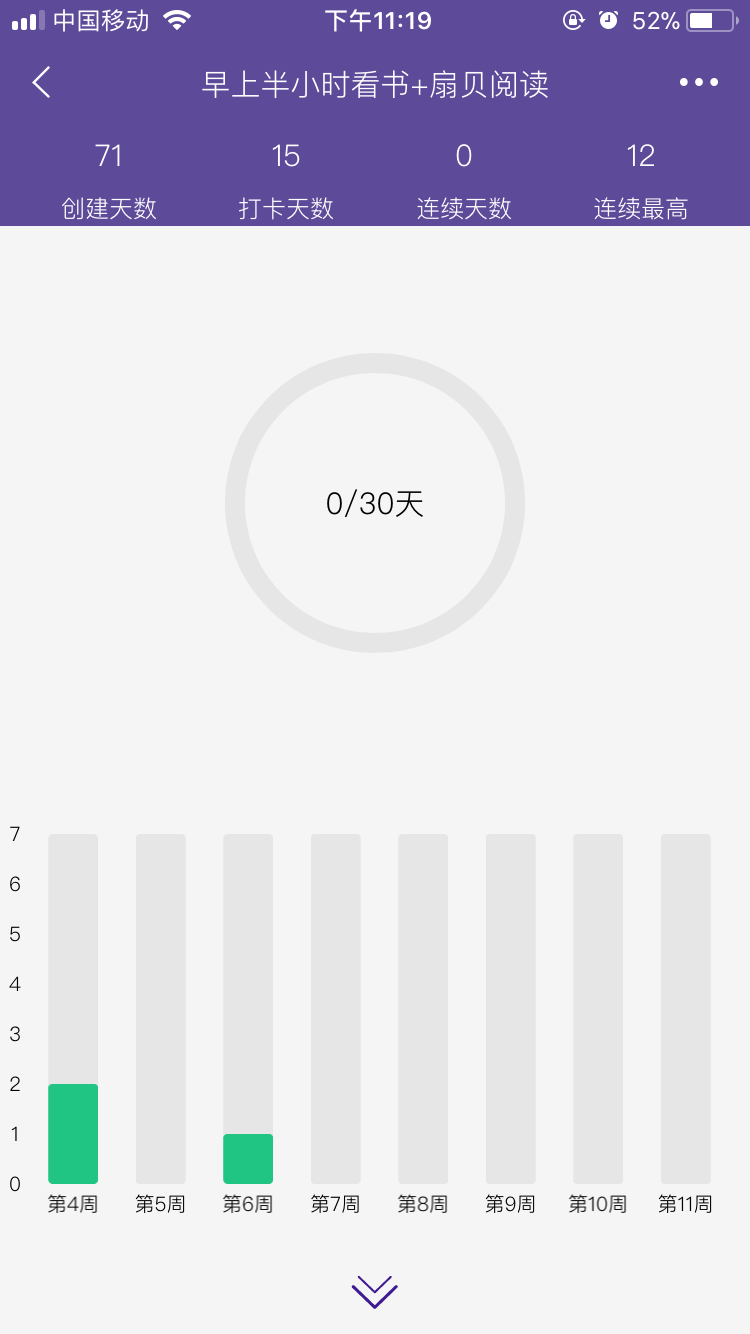 中国移动 下午11:19 52%
早上半小时看书+扇贝阅读
71 15 0 12
创建天数 打卡天数 连续天数 连续最高
0/30天
7
6
5
4
3
2
1
0
第4周 第5周 第6周 第7周 第8周 第9周 第10周 第11周